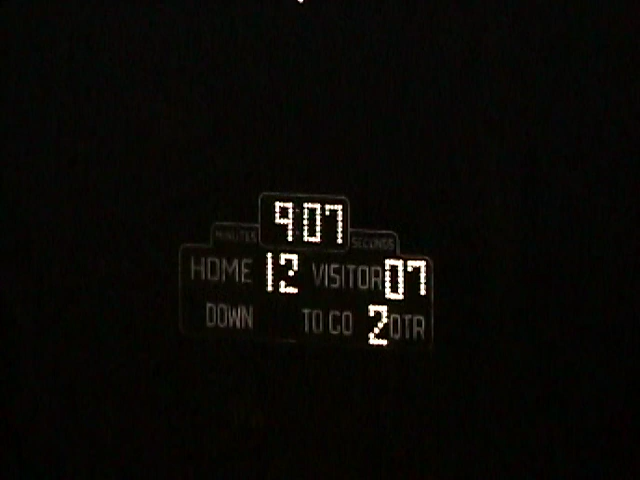 9:07
MINUTES SECONDS
HOME 12 VISITOR 07
DOWN TO GO 2 QTR